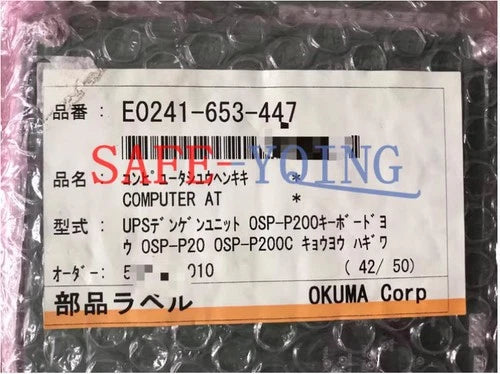 品番 : E0241-653-447
SAFE-YOING
品名 : コンピュータシュウヘンキキ *
COMPUTER AT *
型式 : UPSデンゲンユニット OSP-P200キーボードヨ
ウ OSP-P20 OSP-P200C キョウヨウ ハギワ
オーダー: 5 010 ( 42/ 50)
部品ラベル OKUMA Corp